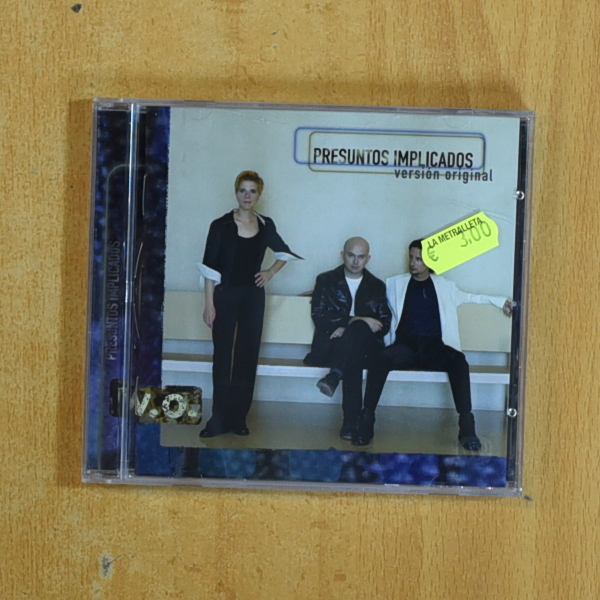 PRESUNTOS IMPLICADOS
versión original
LA METRALLETA
€ 3,00
PRESUNTOS IMPLICADOS
v.o.